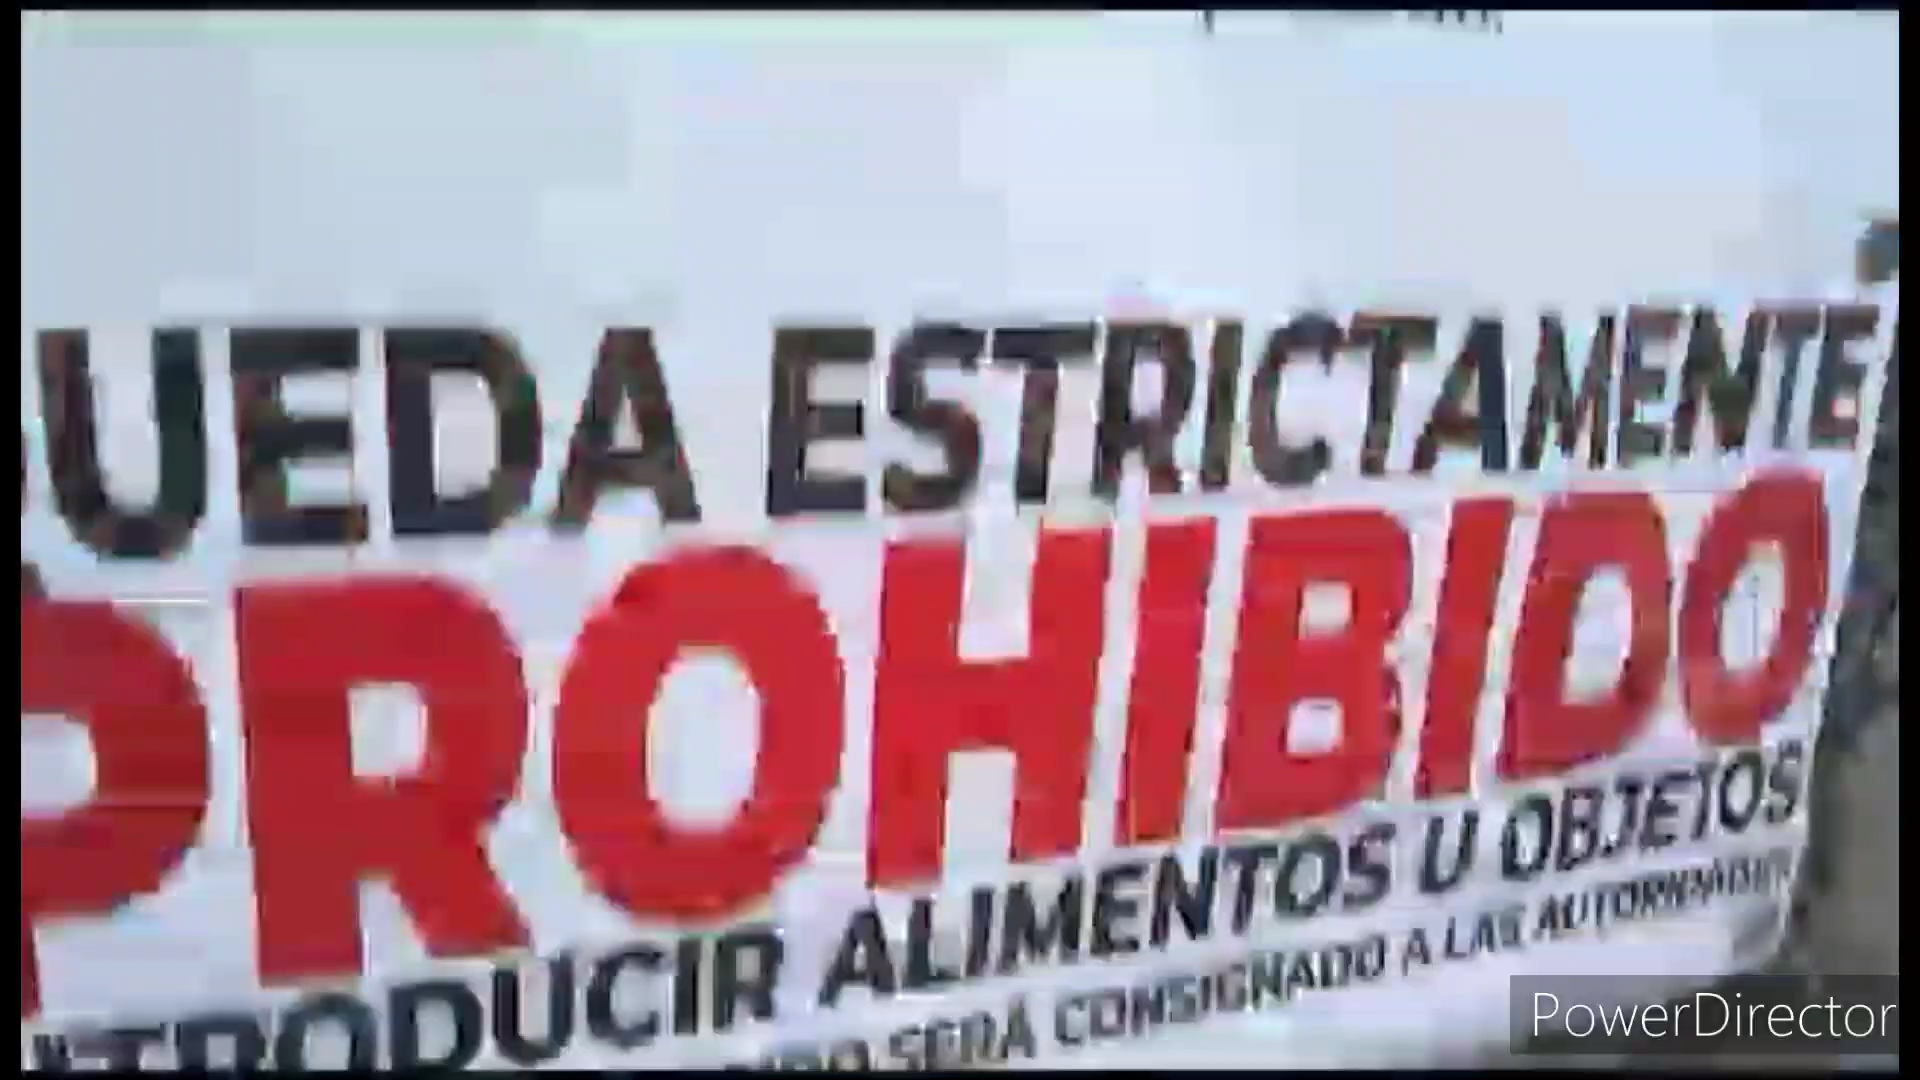 UEDA ESTRICTAMENTE
PROHIBIDO
TRODUCIR ALIMENTOS U OBJETOS
SERÁ CONSIGNADO A LAS
PowerDirector